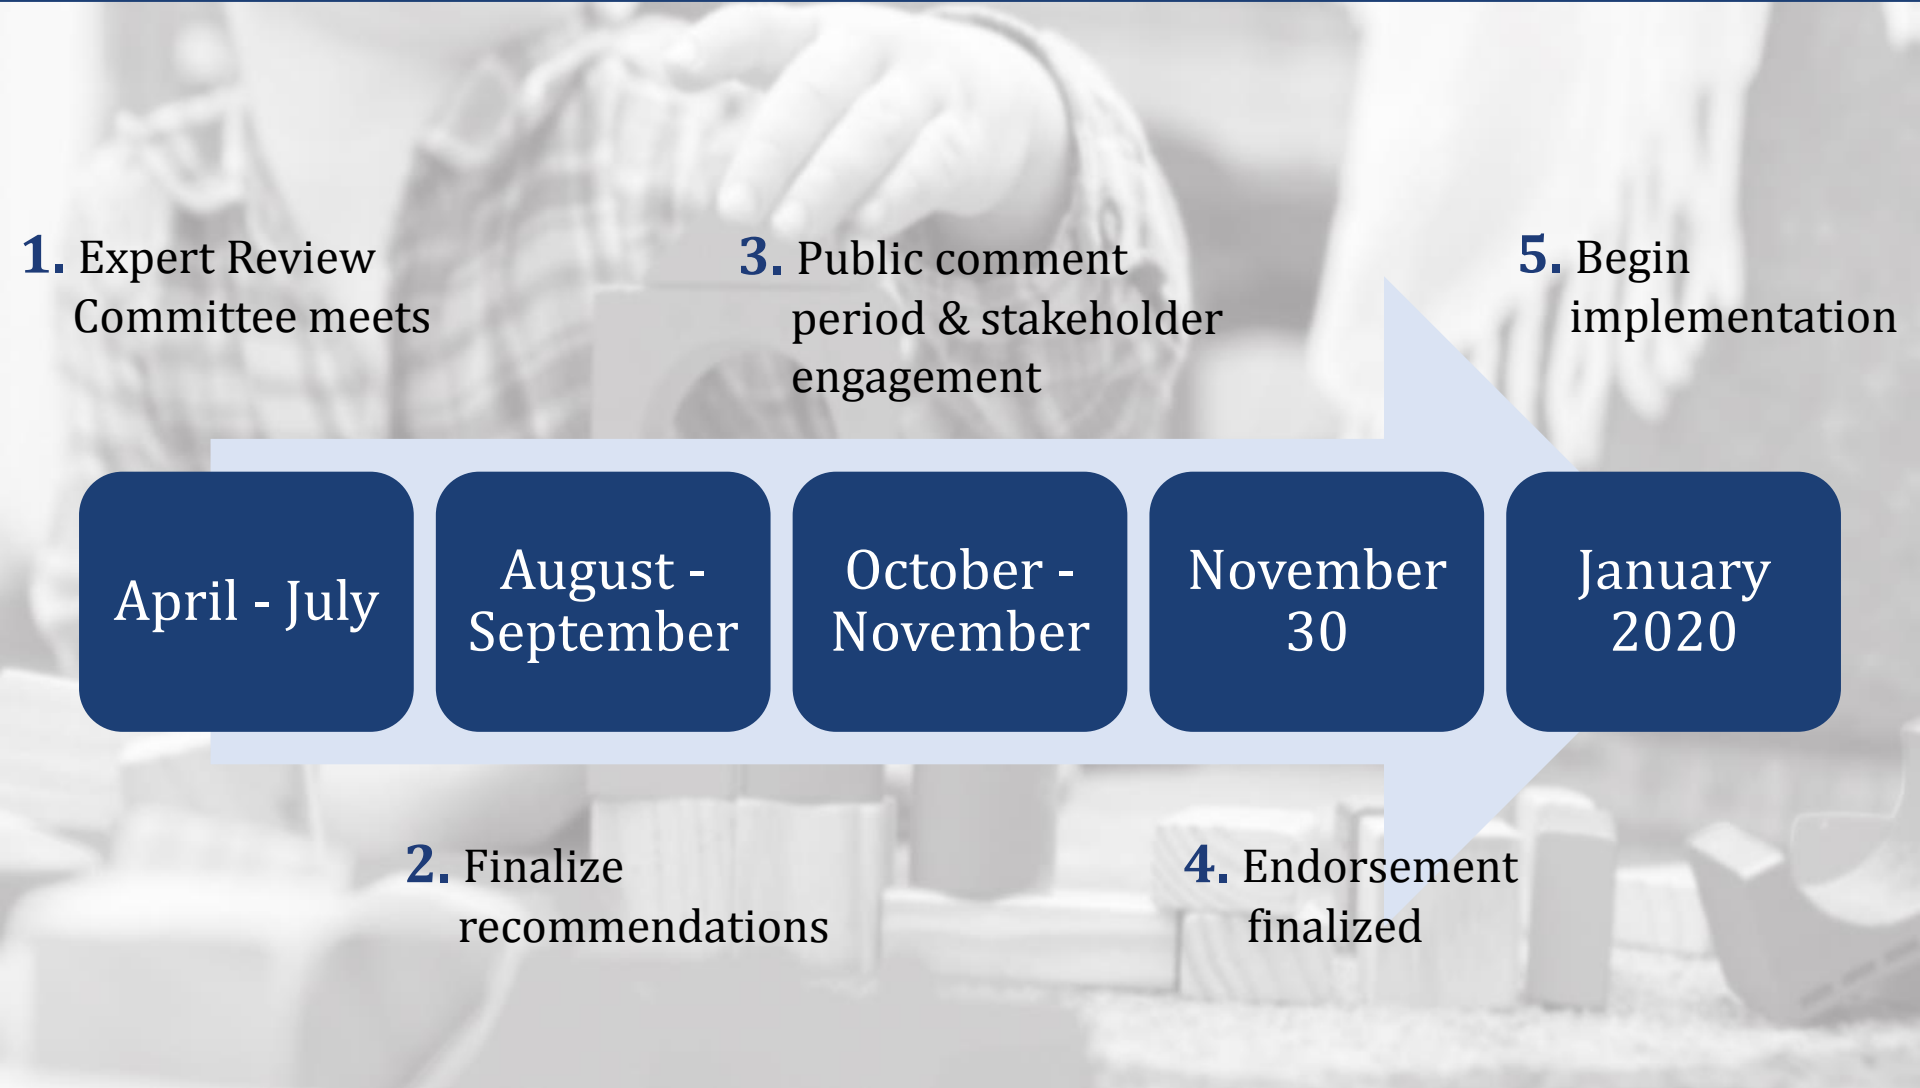 1. Expert Review
Committee meets
3. Public comment
period & stakeholder
engagement
5. Begin
implementation
April - July
August -
September
October -
November
November
30
January
2020
2. Finalize
recommendations
4. Endorsement
finalized